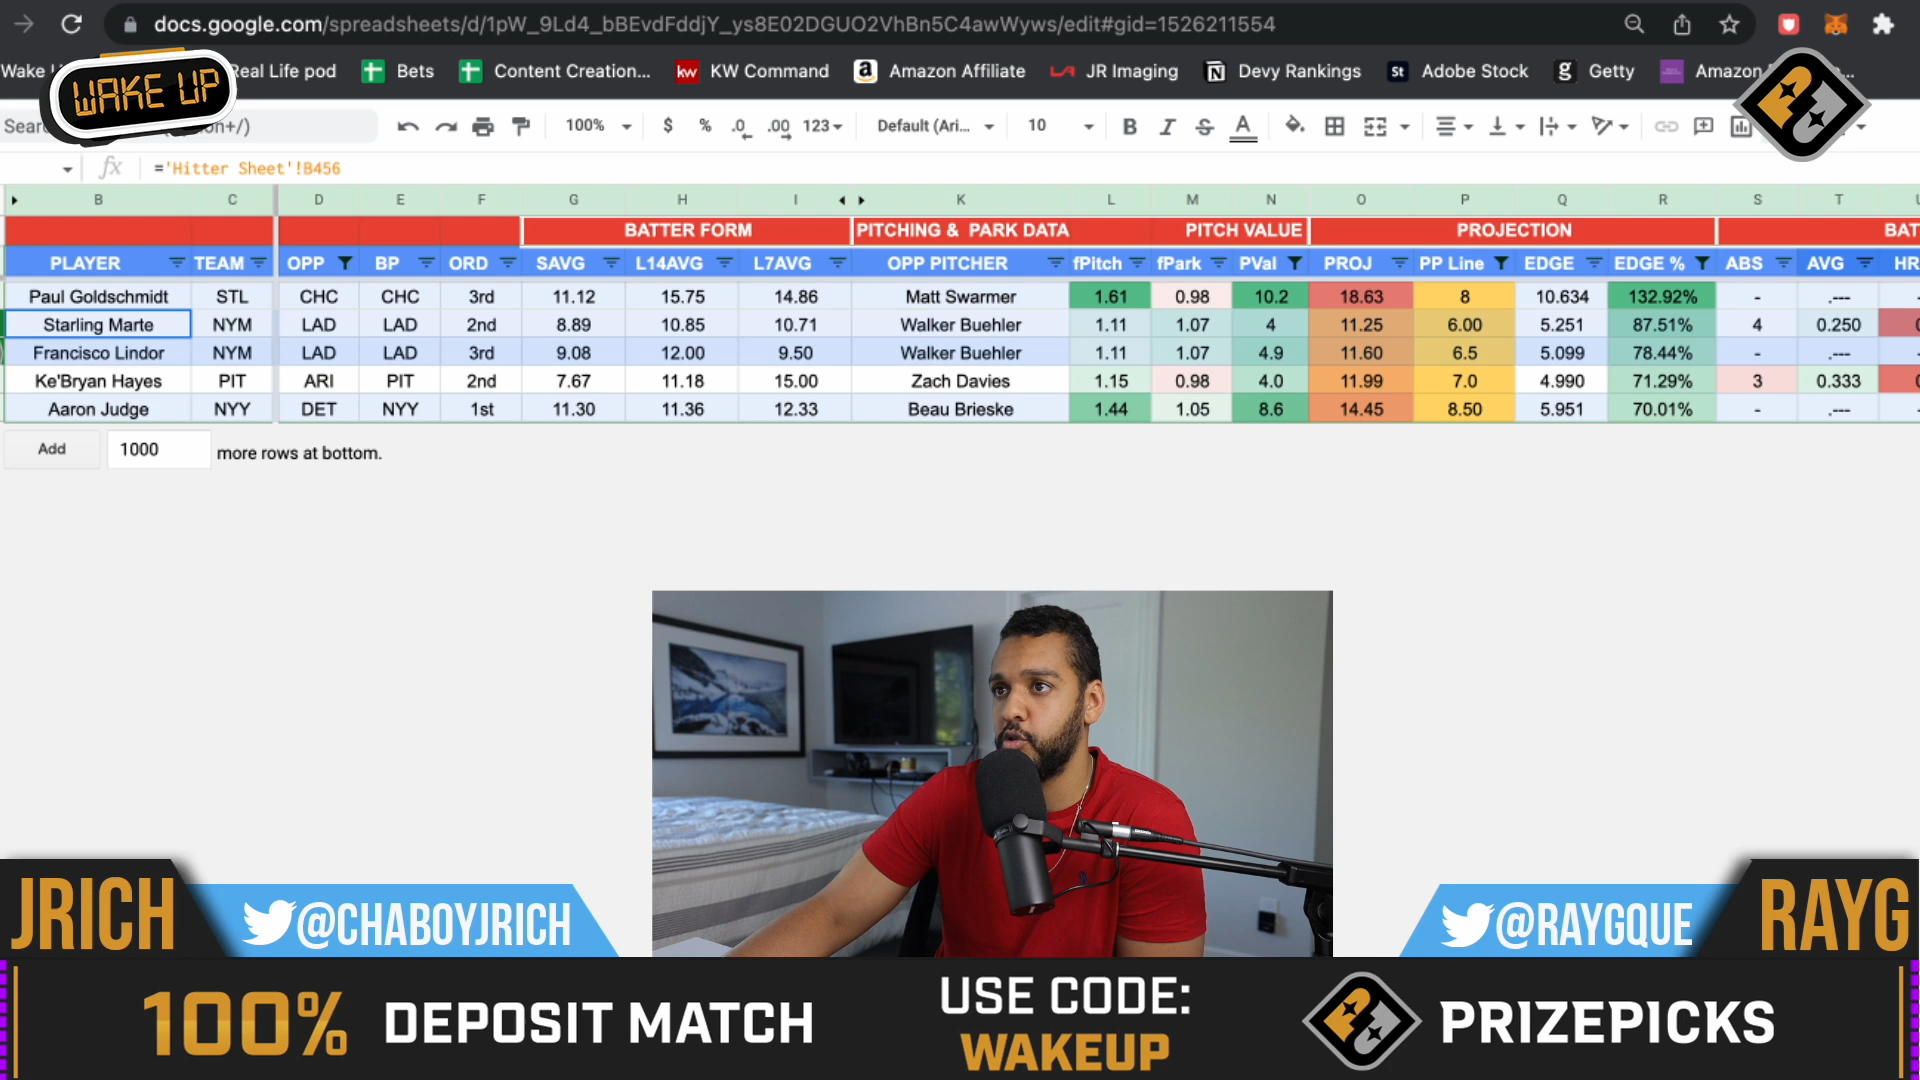 docs.google.com/spreadsheets/d/1pW_9Ld4_bBEvdFddjY_ys8E02DGUO2VhBn5C4awWyws/edit#gid=1526211554
Wake Real Life pod Bets Content Creation... KW Command Amazon Affiliate JR Imaging Devy Rankings Adobe Stock Getty Amazon
WAKE UP
100% $ % .0 .00 123 Default (Ari... 10 B I S A
fx ='Hitter Sheet'!B456
B C D E F G H I K L M N O P Q R S T
BATTER FORM PITCHING & PARK DATA PITCH VALUE PROJECTION BAT
PLAYER TEAM OPP BP ORD SAVG L14AVG L7AVG OPP PITCHER fPitch fPark PVal PROJ PP Line EDGE EDGE % ABS AVG HR
Paul Goldschmidt STL CHC CHC 3rd 11.12 15.75 14.86 Matt Swarmer 1.61 0.98 10.2 18.63 8 10.634 132.92% - .---
Starling Marte NYM LAD LAD 2nd 8.89 10.85 10.71 Walker Buehler 1.11 1.07 4 11.25 6.00 5.251 87.51% 4 0.250
Francisco Lindor NYM LAD LAD 3rd 9.08 12.00 9.50 Walker Buehler 1.11 1.07 4.9 11.60 6.5 5.099 78.44% - .---
Ke'Bryan Hayes PIT ARI PIT 2nd 7.67 11.18 15.00 Zach Davies 1.15 0.98 4.0 11.99 7.0 4.990 71.29% 3 0.333
Aaron Judge NYY DET NYY 1st 11.30 11.36 12.33 Beau Brieske 1.44 1.05 8.6 14.45 8.50 5.951 70.01% - .---
Add 1000 more rows at bottom.
JRICH @CHABOYJRICH @RAYGQUE RAYG
100% DEPOSIT MATCH USE CODE: WAKEUP PRIZEPICKS